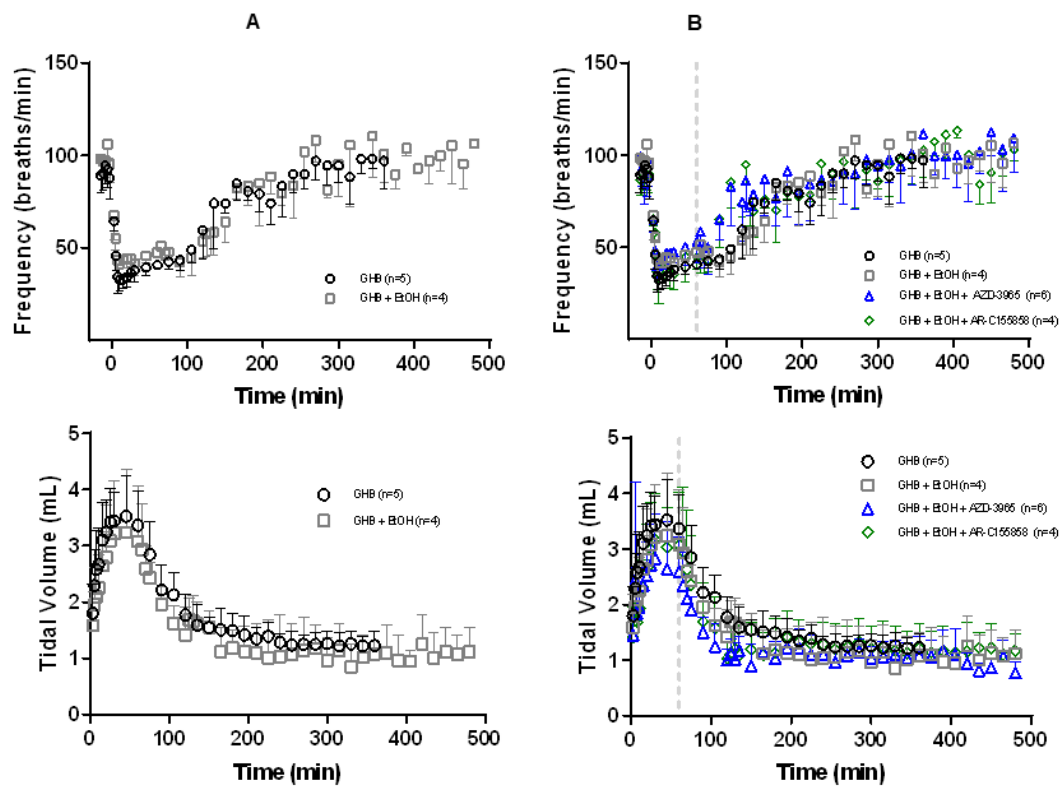 A
B
Frequency (breaths/min)
150
100
50
0
100
200
300
400
500
Time (min)
GHB (n=5)
GHB + EtOH (n=4)
Frequency (breaths/min)
150
100
50
0
100
200
300
400
500
Time (min)
GHB (n=5)
GHB + EtOH (n=4)
GHB + EtOH + AZD-3965 (n=6)
GHB + EtOH + AR-C155858 (n=4)
Tidal Volume (mL)
5
4
3
2
1
0
0
100
200
300
400
500
Time (min)
GHB (n=5)
GHB + EtOH (n=4)
Tidal Volume (mL)
5
4
3
2
1
0
0
100
200
300
400
500
Time (min)
GHB (n=5)
GHB + EtOH (n=4)
GHB + EtOH + AZD-3965 (n=6)
GHB + EtOH + AR-C155858 (n=4)